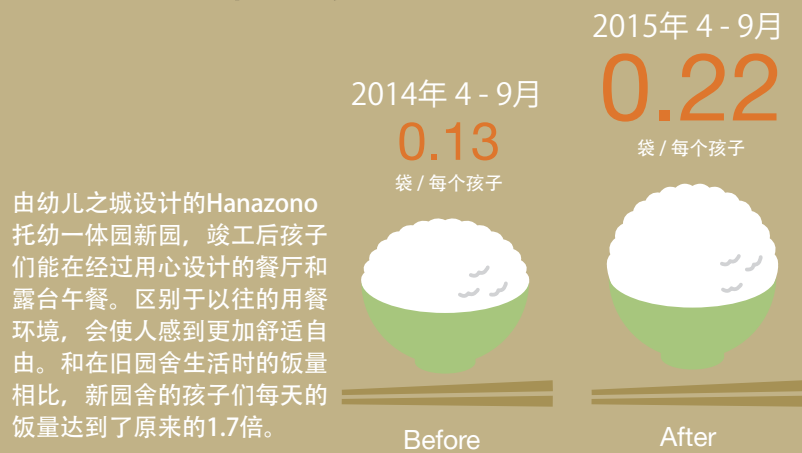 2015年 4 - 9月
0.22
袋 / 每个孩子
2014年 4 - 9月
0.13
袋 / 每个孩子
由幼儿之城设计的Hanazono
托幼一体园新园，竣工后孩子
们能在经过用心设计的餐厅和
露台午餐。区别于以往的用餐
环境，会使人感到更加舒适自
由。和在旧园舍生活时的饭量
相比，新园舍的孩子们每天的
饭量达到了原来的1.7倍。
Before
After